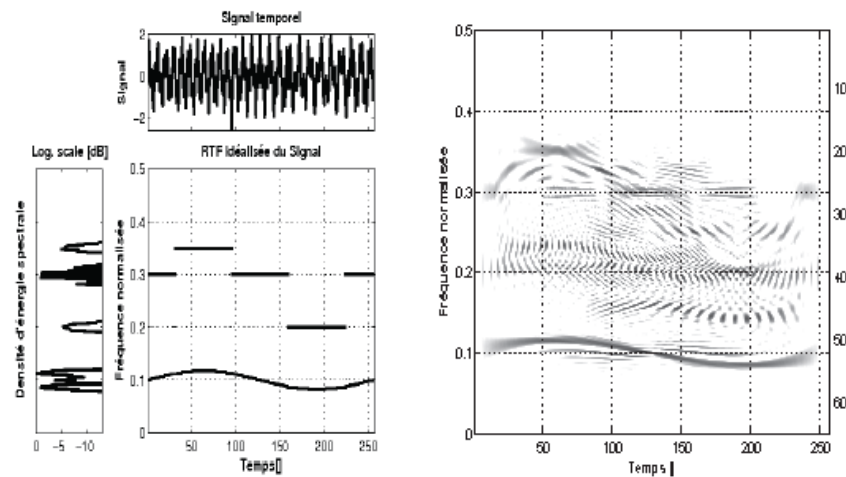 Signal temporel
2
0
-2
Signal
Log. scale [dB]
RTF idéalisée du Signal
Densité d'énergie spectrale
0 -5 -10
Fréquence normalisée
0.5
0.4
0.3
0.2
0.1
0
50 100 150 200 250
Temps[]
Fréquence normalisée
0.5
0.4
0.3
0.2
0.1
0
50 100 150 200 250
Temps []
10
20
30
40
50
60